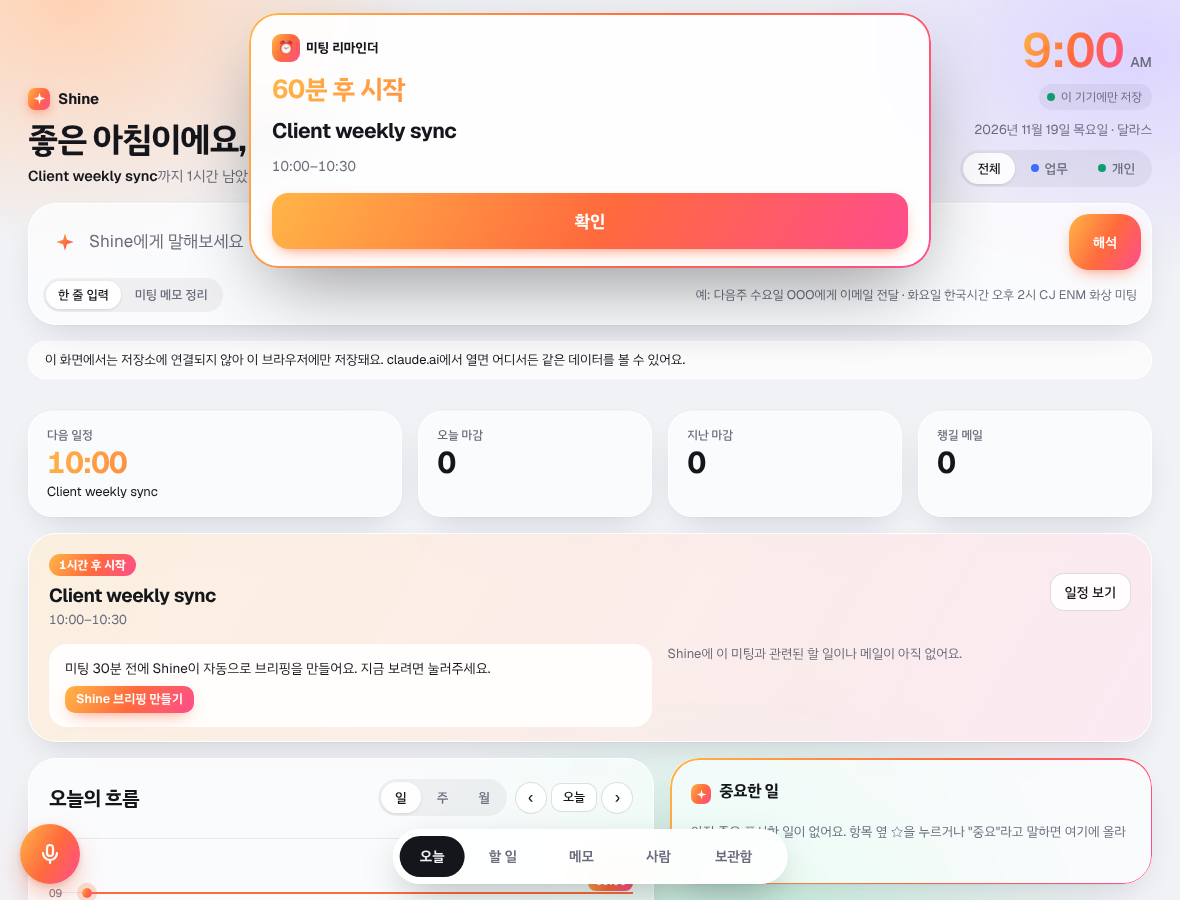 미팅 리마인더
60분 후 시작
Client weekly sync
10:00–10:30
확인
9:00 AM
이 기기에만 저장
2026년 11월 19일 목요일 · 달라스
전체 업무 개인
Shine
좋은 아침이에요,
Client weekly sync까지 1시간 남았
Shine에게 말해보세요
해석
한 줄 입력 미팅 메모 정리
예: 다음주 수요일 OOO에게 이메일 전달 · 화요일 한국시간 오후 2시 CJ ENM 화상 미팅
이 화면에서는 저장소에 연결되지 않아 이 브라우저에만 저장돼요. claude.ai에서 열면 어디서든 같은 데이터를 볼 수 있어요.
다음 일정
10:00
Client weekly sync
오늘 마감
0
지난 마감
0
챙길 메일
0
1시간 후 시작
Client weekly sync
10:00–10:30
일정 보기
미팅 30분 전에 Shine이 자동으로 브리핑을 만들어요. 지금 보려면 눌러주세요.
Shine 브리핑 만들기
Shine에 이 미팅과 관련된 할 일이나 메일이 아직 없어요.
오늘의 흐름
일 주 월
‹ 오늘 ›
09
중요한 일
일이 없어요. 항목 옆 ☆을 누르거나 "중요"라고 말하면 여기에 올라
오늘 할 일 메모 사람 보관함